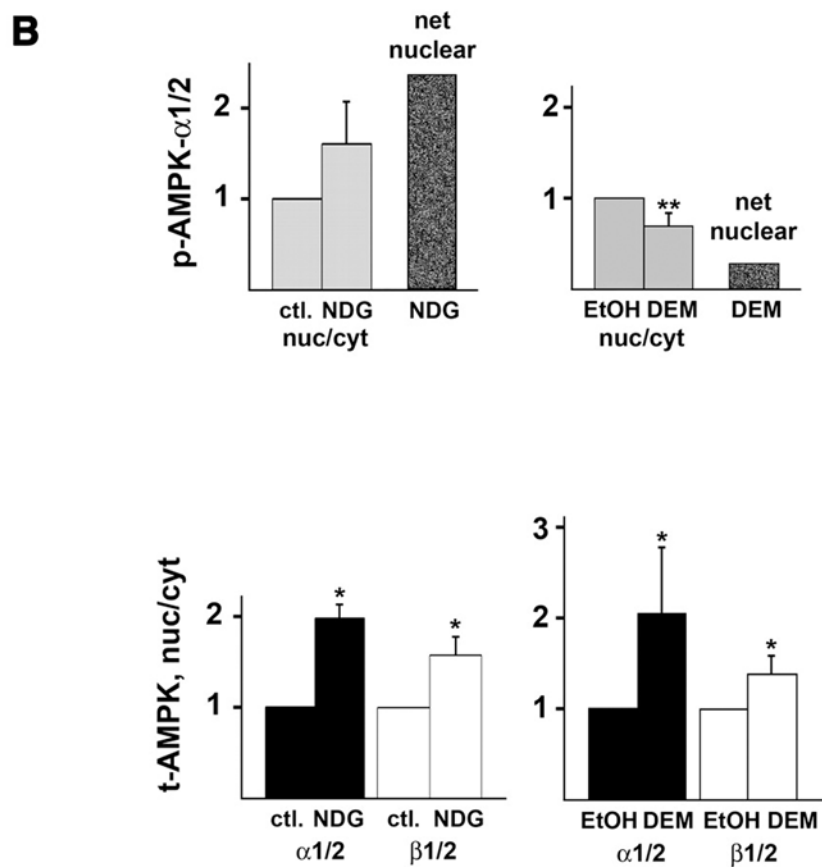 B
p-AMPK-α1/2
2
1
net
nuclear
ctl. NDG
nuc/cyt
NDG
2
1
**
net
nuclear
EtOH DEM
nuc/cyt
DEM
t-AMPK, nuc/cyt
2
1
*
*
ctl. NDG
α1/2
ctl. NDG
β1/2
3
2
1
*
*
EtOH DEM
α1/2
EtOH DEM
β1/2